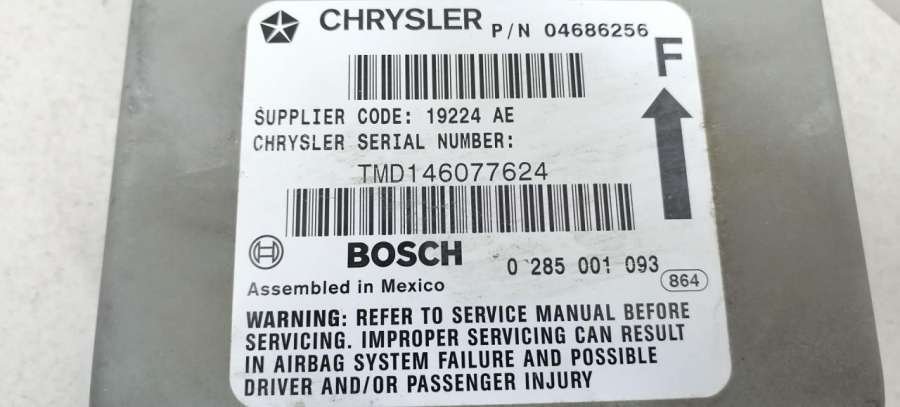 CHRYSLER P/N 04686256
F
SUPPLIER CODE: 19224 AE
CHRYSLER SERIAL NUMBER:
TMD146077624
BOSCH 0 285 001 093
Assembled in Mexico 864
WARNING: REFER TO SERVICE MANUAL BEFORE
SERVICING. IMPROPER SERVICING CAN RESULT
IN AIRBAG SYSTEM FAILURE AND POSSIBLE
DRIVER AND/OR PASSENGER INJURY